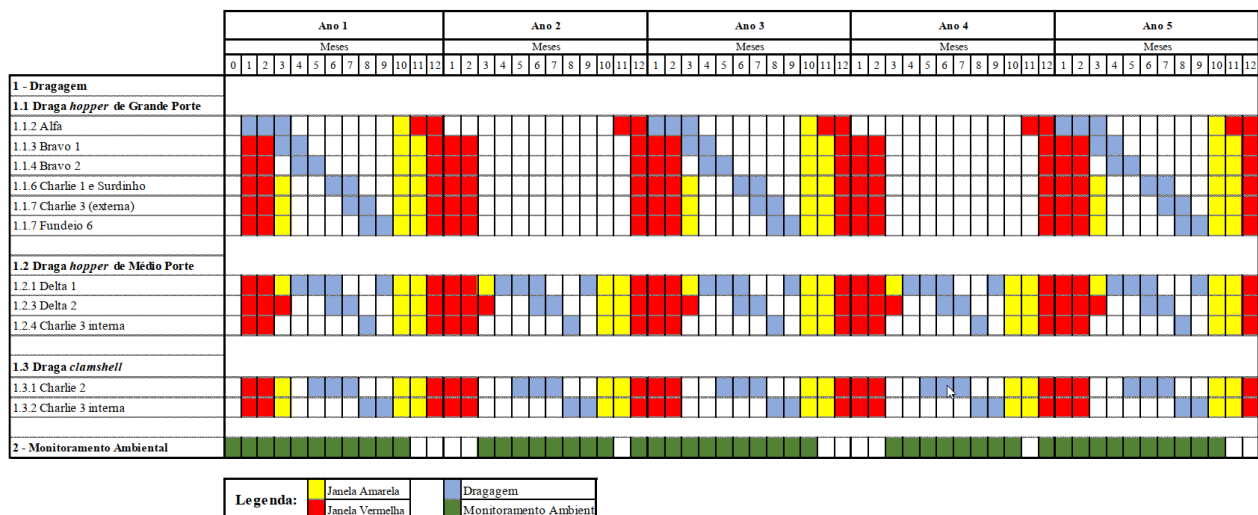 Ano 1 Ano 2 Ano 3 Ano 4 Ano 5
Meses Meses Meses Meses Meses
0 1 2 3 4 5 6 7 8 9 10 11 12 1 2 3 4 5 6 7 8 9 10 11 12 1 2 3 4 5 6 7 8 9 10 11 12 1 2 3 4 5 6 7 8 9 10 11 12 1 2 3 4 5 6 7 8 9 10 11 12
1 - Dragagem
1.1 Draga hopper de Grande Porte
1.1.2 Alfa
1.1.3 Bravo 1
1.1.4 Bravo 2
1.1.6 Charlie 1 e Surdinho
1.1.7 Charlie 3 (externa)
1.1.7 Fundeio 6
1.2 Draga hopper de Médio Porte
1.2.1 Delta 1
1.2.3 Delta 2
1.2.4 Charlie 3 interna
1.3 Draga clamshell
1.3.1 Charlie 2
1.3.2 Charlie 3 interna
2 - Monitoramento Ambiental
Legenda:
Janela Amarela Dragagem
Janela Vermelha Monitoramento Ambient